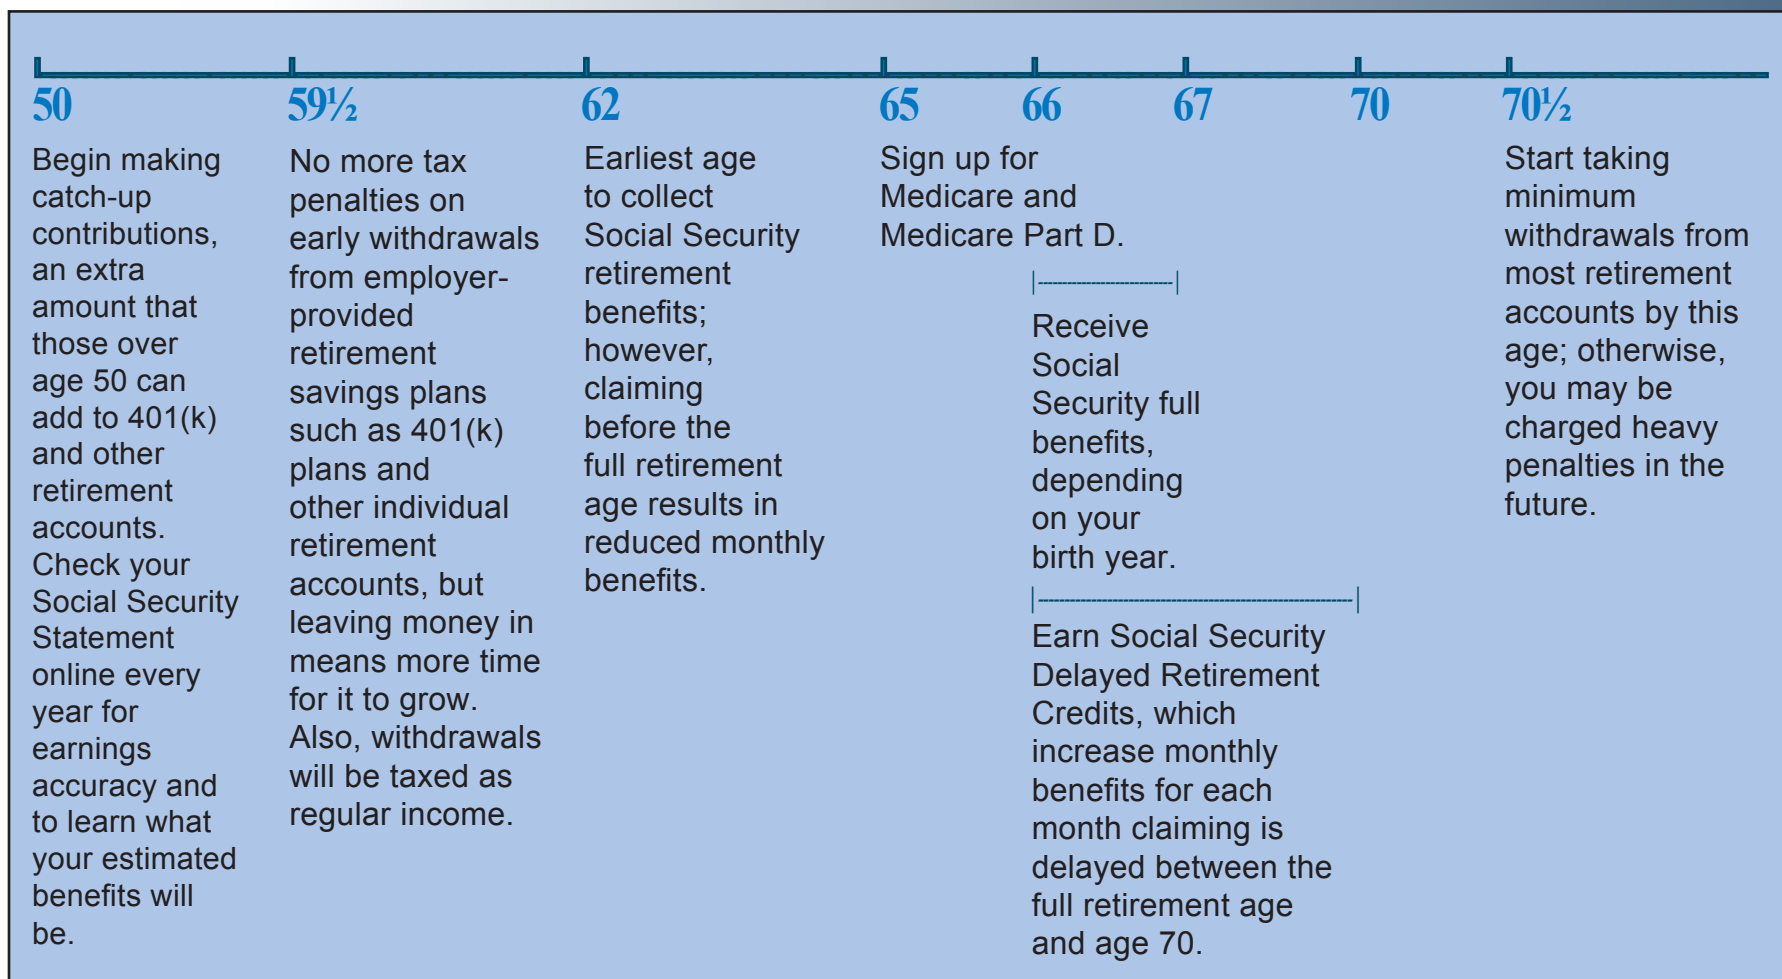 50
59½
62
65
66
67
70
70½
Begin making
catch-up
contributions,
an extra
amount that
those over
age 50 can
add to 401(k)
and other
retirement
accounts.
Check your
Social Security
Statement
online every
year for
earnings
accuracy and
to learn what
your estimated
benefits will
be.
No more tax
penalties on
early withdrawals
from employer-
provided
retirement
savings plans
such as 401(k)
plans and
other individual
retirement
accounts, but
leaving money in
means more time
for it to grow.
Also, withdrawals
will be taxed as
regular income.
Earliest age
to collect
Social Security
retirement
benefits;
however,
claiming
before the
full retirement
age results in
reduced monthly
benefits.
Sign up for
Medicare and
Medicare Part D.
Receive
Social
Security full
benefits,
depending
on your
birth year.
Earn Social Security
Delayed Retirement
Credits, which
increase monthly
benefits for each
month claiming is
delayed between the
full retirement age
and age 70.
Start taking
minimum
withdrawals from
most retirement
accounts by this
age; otherwise,
you may be
charged heavy
penalties in the
future.